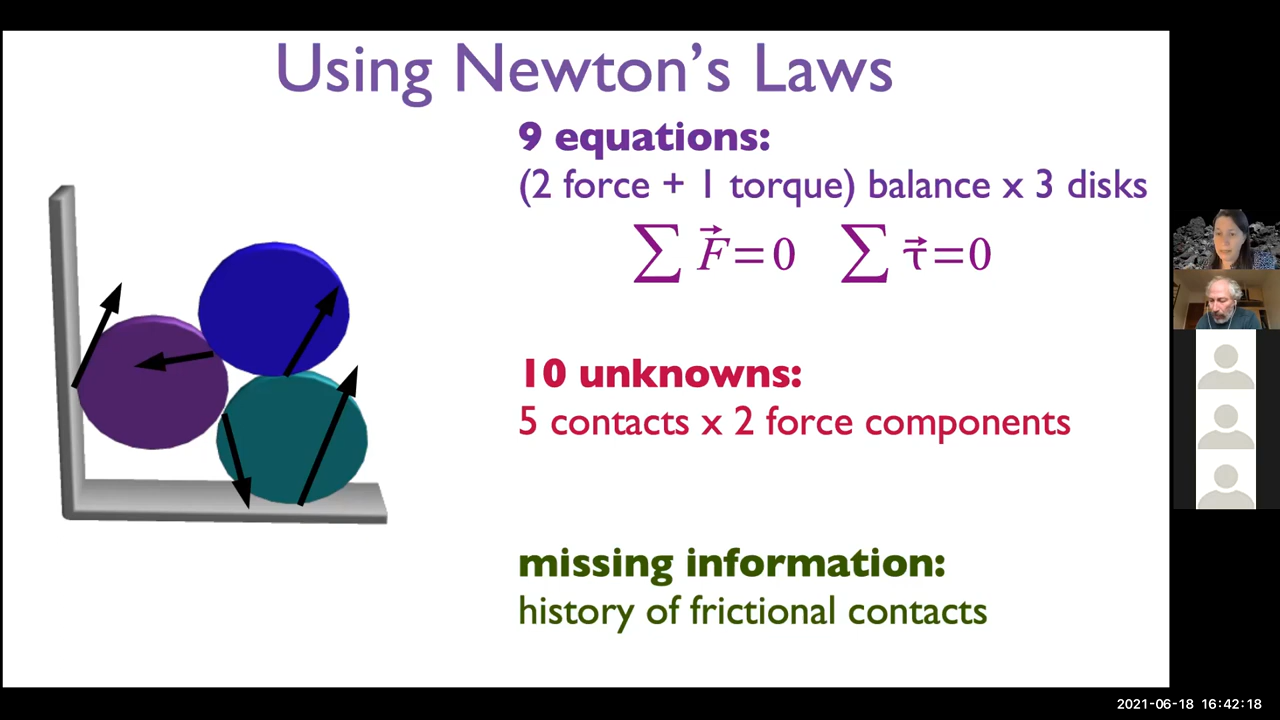 Using Newton's Laws
9 equations:
(2 force + 1 torque) balance x 3 disks
∑ F⃗ = 0 ∑ τ⃗ = 0
10 unknowns:
5 contacts x 2 force components
missing information:
history of frictional contacts
2021-06-18 16:42:18